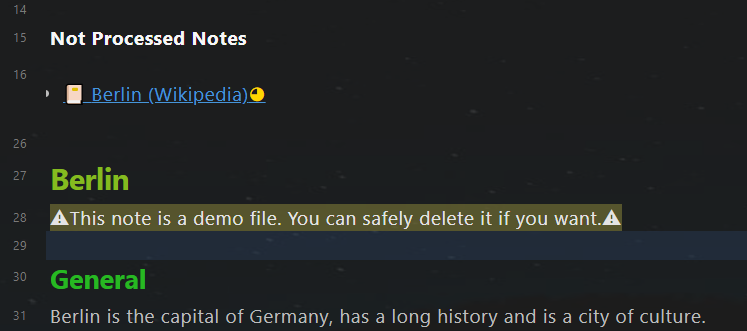 14
15 Not Processed Notes
16
Berlin (Wikipedia)
26
27 Berlin
28 ⚠This note is a demo file. You can safely delete it if you want.⚠
29
30 General
31 Berlin is the capital of Germany, has a long history and is a city of culture.